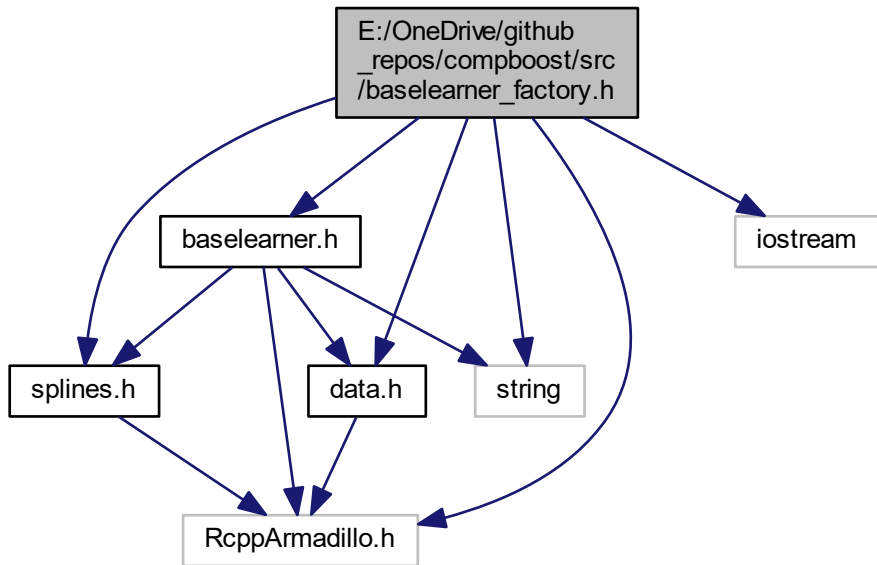 E:/OneDrive/github
_repos/compboost/src
/baselearner_factory.h
baselearner.h
iostream
splines.h
data.h
string
RcppArmadillo.h